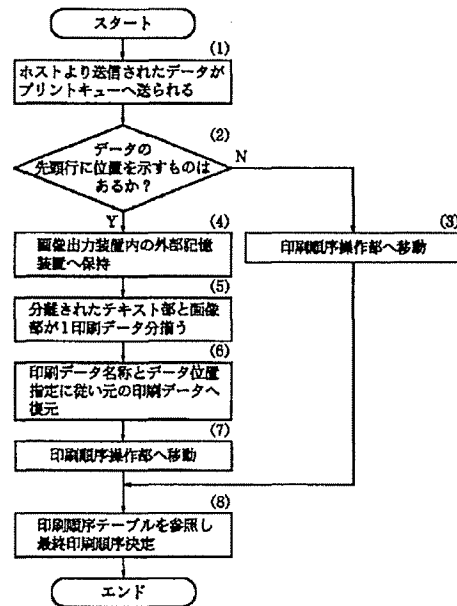 スタート
(1)
ホストより送信されたデータが
プリントキューへ送られる
(2)
データの
先頭行に位置を示すものは
あるか？
N
Y
(4)
画像出力装置内の外部記憶
装置へ保持
(3)
印刷順序操作部へ移動
(5)
分離されたテキスト部と画像
部が1印刷データ分揃う
(6)
印刷データ名称とデータ位置
指定に従い元の印刷データへ
復元
(7)
印刷順序操作部へ移動
(8)
印刷順序テーブルを参照し
最終印刷順序決定
エンド